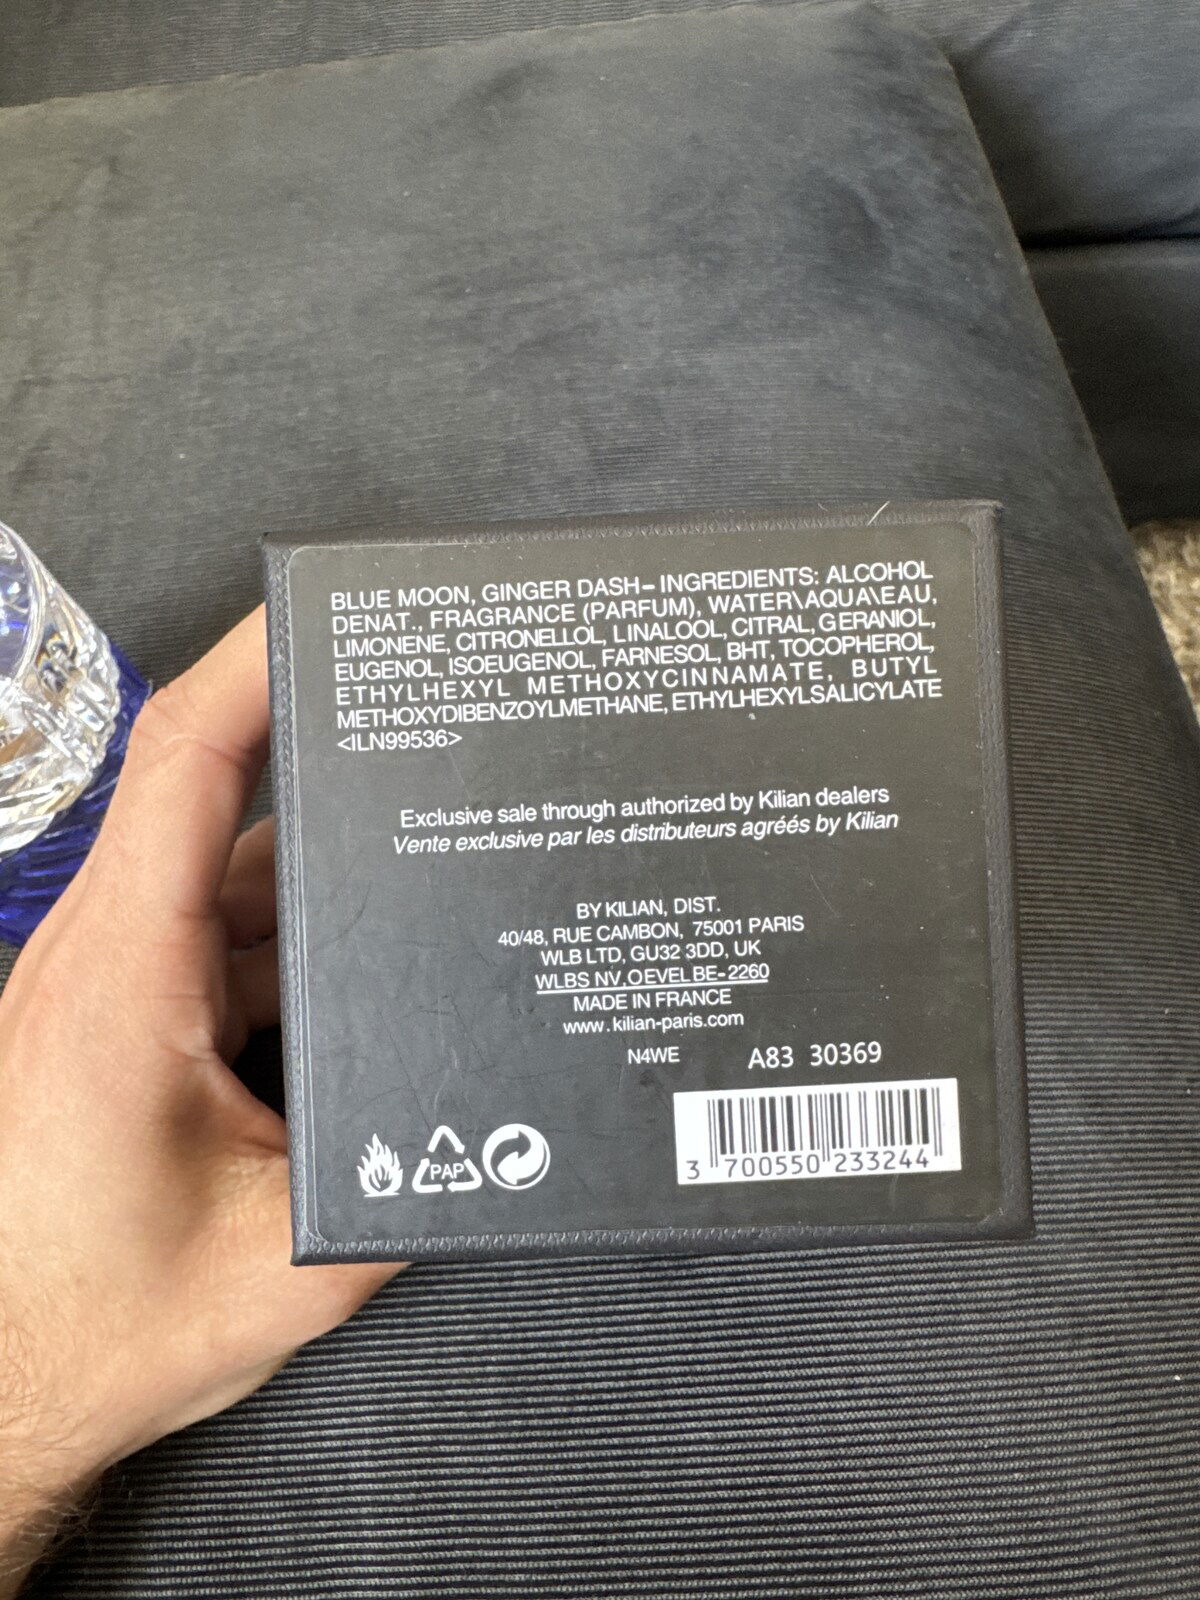 BLUE MOON, GINGER DASH–INGREDIENTS: ALCOHOL
DENAT., FRAGRANCE (PARFUM), WATER\AQUA\EAU,
LIMONENE, CITRONELLOL, LINALOOL, CITRAL, GERANIOL,
EUGENOL, ISOEUGENOL, FARNESOL, BHT, TOCOPHEROL,
ETHYLHEXYL METHOXYCINNAMATE, BUTYL
METHOXYDIBENZOYLMETHANE, ETHYLHEXYLSALICYLATE
<ILN99536>
Exclusive sale through authorized by Kilian dealers
Vente exclusive par les distributeurs agréés by Kilian
BY KILIAN, DIST.
40/48, RUE CAMBON, 75001 PARIS
WLB LTD, GU32 3DD, UK
WLBS NV,OEVEL BE-2260
MADE IN FRANCE
www.kilian-paris.com
N4WE A83 30369
PAP
3 700550 233244